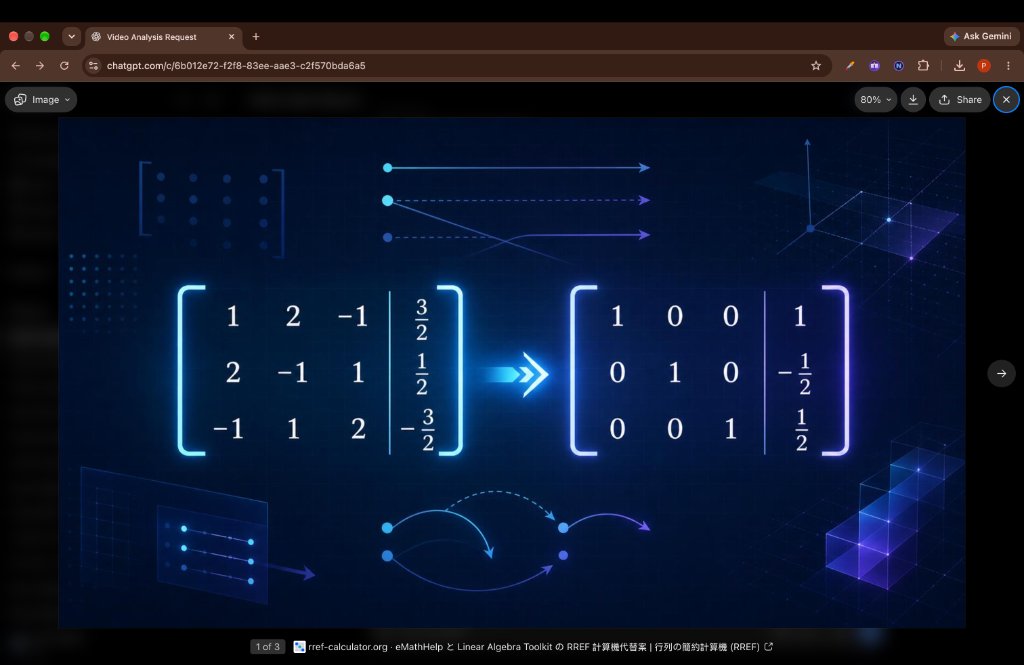 Video Analysis Request
Ask Gemini
chatgpt.com/c/6b012e72-f2f8-83ee-aae3-c2f570bda6a5
P
Image
80%
Share
1 2 −1 3/2
2 −1 1 1/2
−1 1 2 −3/2
1 0 0 1
0 1 0 −1/2
0 0 1 1/2
1 of 3
rref-calculator.org · eMathHelp と Linear Algebra Toolkit の RREF 計算機代替案 | 行列の簡約計算機 (RREF)